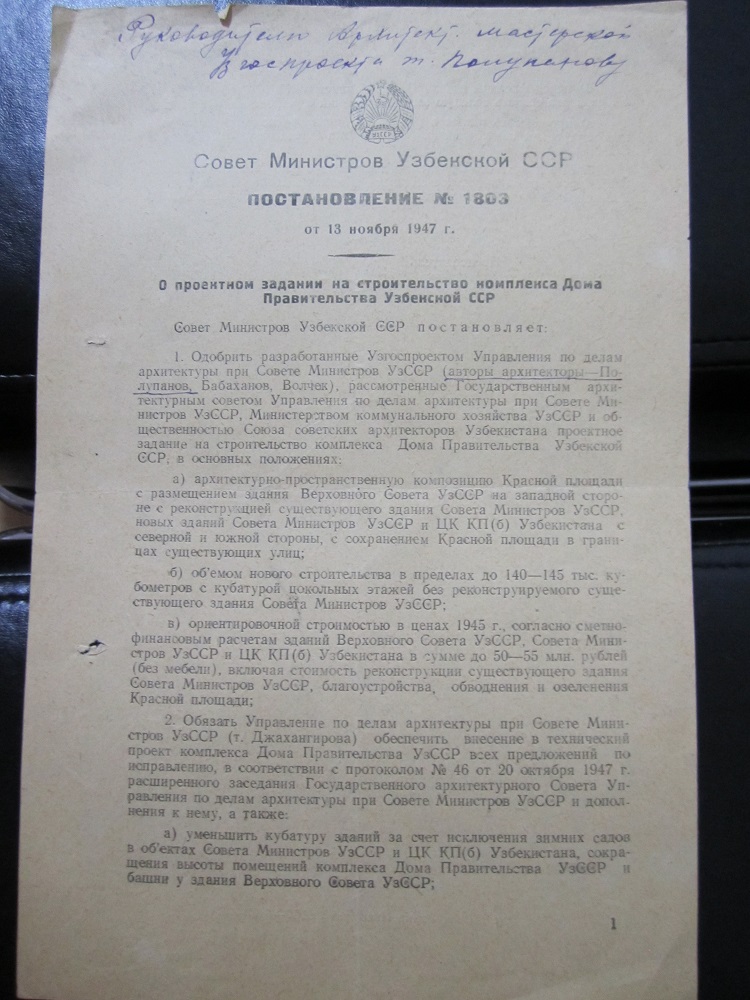 Руководителю Архитект. мастерской
Узгоспроекта т. Полупанову
УзССР
Совет Министров Узбекской ССР
ПОСТАНОВЛЕНИЕ № 1803
от 13 ноября 1947 г.
О проектном задании на строительство комплекса Дома
Правительства Узбекской ССР
Совет Министров Узбекской ССР постановляет:
1. Одобрить разработанные Узгоспроектом Управления по делам
архитектуры при Совете Министров УзССР (авторы архитекторы—По-
лупанов, Бабаханов, Волчек), рассмотренные Государственным архи-
тектурным советом Управления по делам архитектуры при Совете Ми-
нистров УзССР, Министерством коммунального хозяйства УзССР и об-
щественностью Союза советских архитекторов Узбекистана проектное
задание на строительство комплекса Дома Правительства Узбекской
ССР, в основных положениях:
а) архитектурно-пространственную композицию Красной площади
с размещением здания Верховного Совета УзССР на западной сторо-
не с реконструкцией существующего здания Совета Министров УзССР,
новых зданий Совета Министров УзССР и ЦК КП(б) Узбекистана с
северной и южной стороны, с сохранением Красной площади в грани-
цах существующих улиц;
б) об'емом нового строительства в пределах до 140—145 тыс. ку-
бометров с кубатурой цокольных этажей без реконструируемого суще-
ствующего здания Совета Министров УзССР;
в) ориентировочной строимостью в ценах 1945 г., согласно сметно-
финансовым расчетам зданий Верховного Совета УзССР, Совета Мини-
стров УзССР и ЦК КП(б) Узбекистана в сумме до 50—55 млн. рублей
(без мебели), включая стоимость реконструкции существующего здания
Совета Министров УзССР, благоустройства, обводнения и озеленения
Красной площади;
2. Обязать Управление по делам архитектуры при Совете Мини-
стров УзССР (т. Джахангирова) обеспечить внесение в технический
проект комплекса Дома Правительства УзССР всех предложений по
исправлению, в соответствии с протоколом № 46 от 20 октября 1947 г.
расширенного заседания Государственного архитектурного Совета Уп-
равления по делам архитектуры при Совете Министров УзССР и допол-
нения к нему, а также:
а) уменьшить кубатуру зданий за счет исключения зимних садов
в об'ектах Совета Министров УзССР и ЦК КП(б) Узбекистана, сокра-
щения высоты помещений комплекса Дома Правительства УзССР и
башни у здания Верховного Совета УзССР;
1